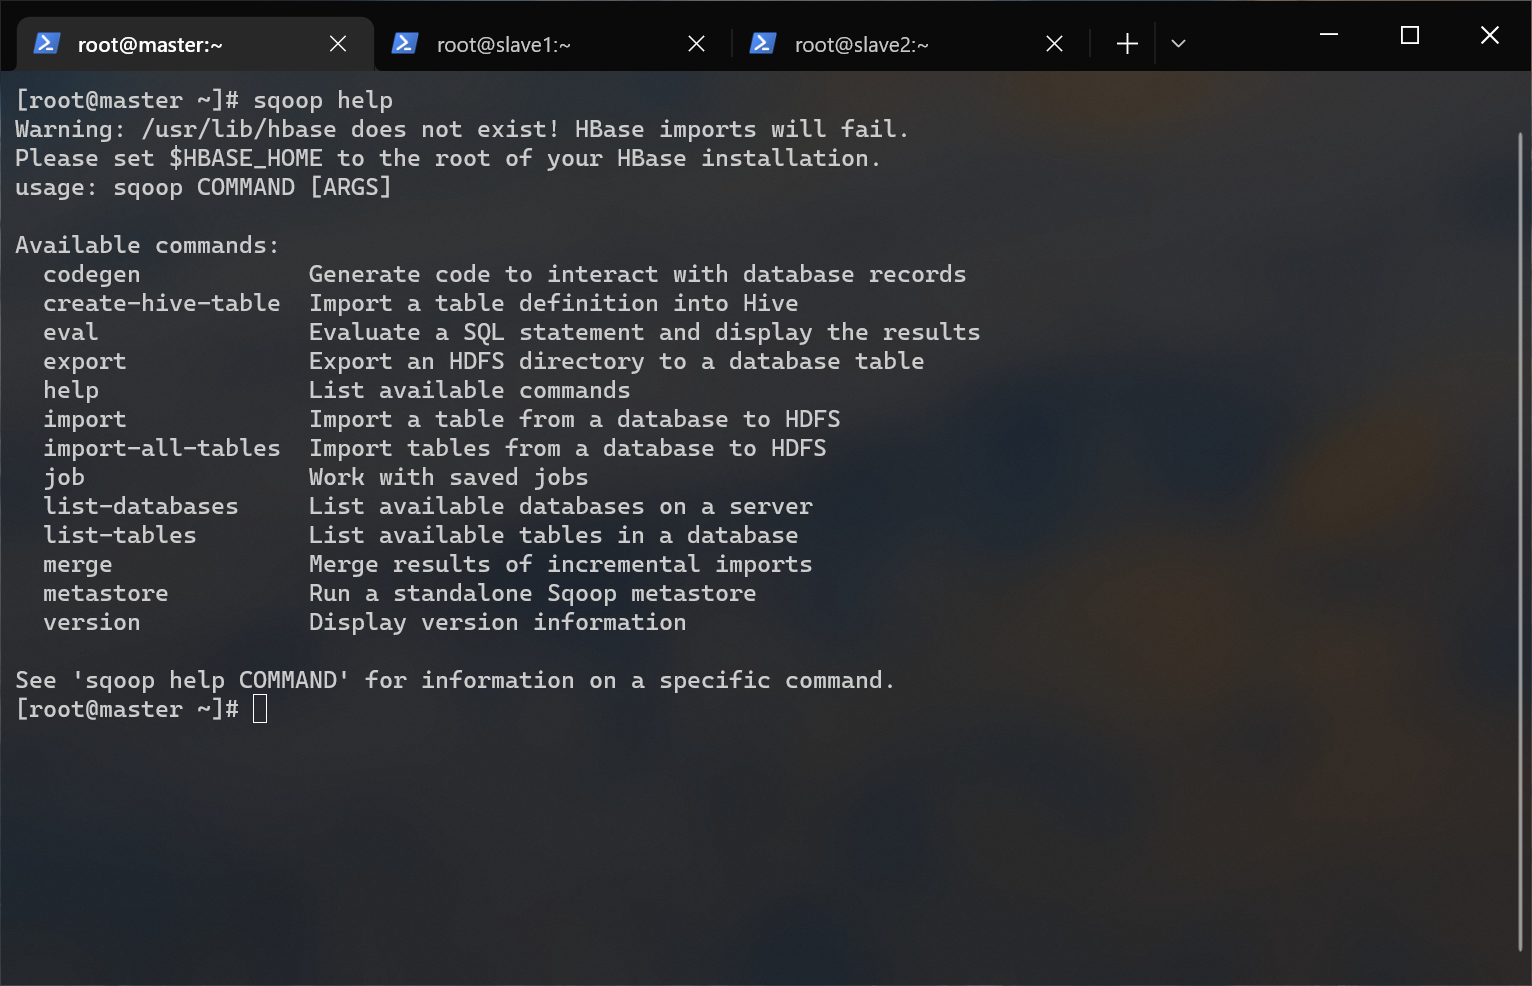 root@master:~ root@slave1:~ root@slave2:~
[root@master ~]# sqoop help
Warning: /usr/lib/hbase does not exist! HBase imports will fail.
Please set $HBASE_HOME to the root of your HBase installation.
usage: sqoop COMMAND [ARGS]

Available commands:
  codegen            Generate code to interact with database records
  create-hive-table  Import a table definition into Hive
  eval               Evaluate a SQL statement and display the results
  export             Export an HDFS directory to a database table
  help               List available commands
  import             Import a table from a database to HDFS
  import-all-tables  Import tables from a database to HDFS
  job                Work with saved jobs
  list-databases     List available databases on a server
  list-tables        List available tables in a database
  merge              Merge results of incremental imports
  metastore          Run a standalone Sqoop metastore
  version            Display version information

See 'sqoop help COMMAND' for information on a specific command.
[root@master ~]#